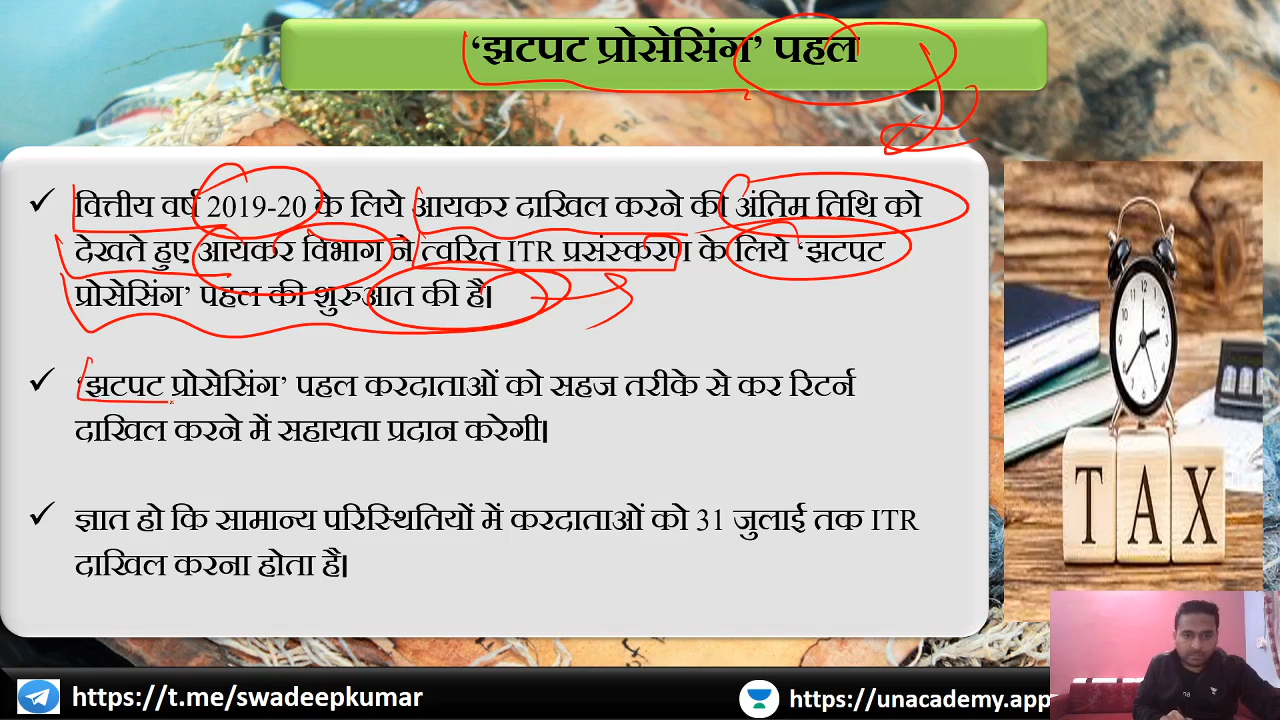 'झटपट प्रोसेसिंग' पहल
वित्तीय वर्ष 2019-20 के लिये आयकर दाखिल करने की अंतिम तिथि को
देखते हुए आयकर विभाग ने त्वरित ITR प्रसंस्करण के लिये 'झटपट
प्रोसेसिंग' पहल की शुरुआत की है।
'झटपट प्रोसेसिंग' पहल करदाताओं को सहज तरीके से कर रिटर्न
दाखिल करने में सहायता प्रदान करेगी।
ज्ञात हो कि सामान्य परिस्थितियों में करदाताओं को 31 जुलाई तक ITR
दाखिल करना होता है।
TAX
https://t.me/swadeepkumar
https://unacademy.app